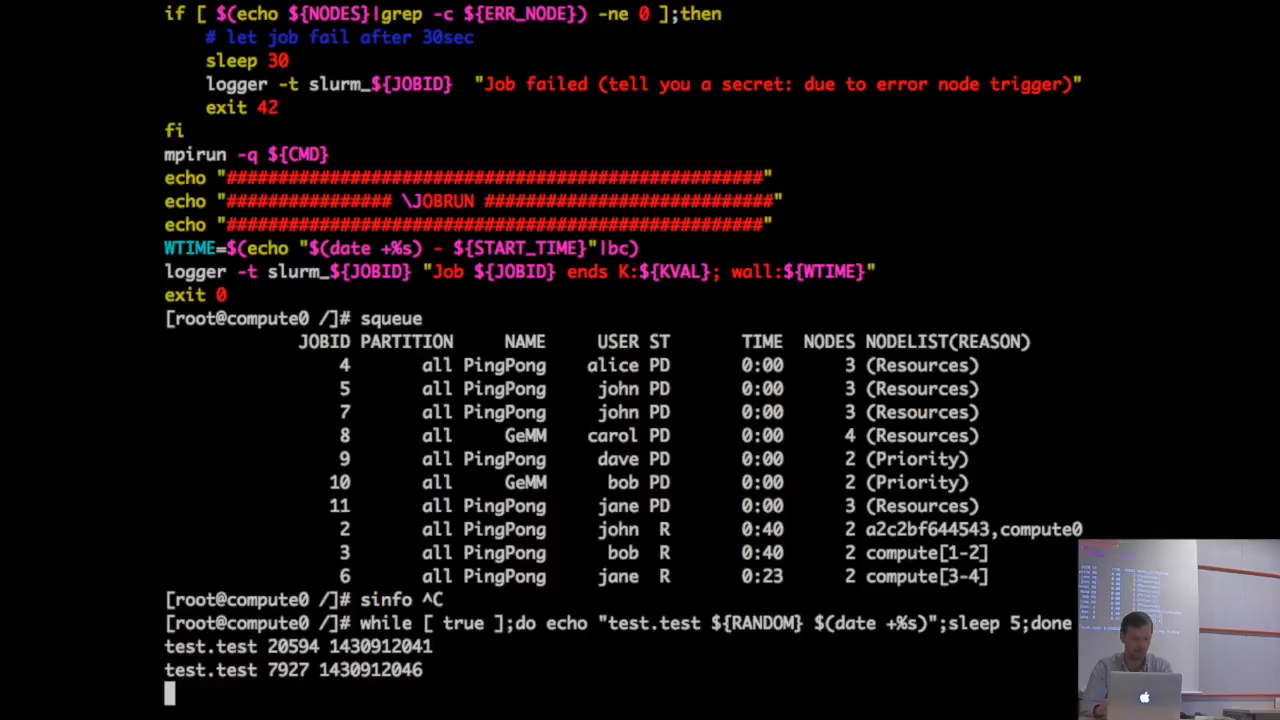 if [ $(echo ${NODES}|grep -c ${ERR_NODE}) -ne 0 ];then
# let job fail after 30sec
sleep 30
logger -t slurm_${JOBID}  "Job failed (tell you a secret: due to error node trigger)"
exit 42
fi
mpirun -q ${CMD}
echo "####################################################"
echo "################ \JOBRUN ############################"
echo "####################################################"
WTIME=$(echo "$(date +%s) - ${START_TIME}"|bc)
logger -t slurm_${JOBID} "Job ${JOBID} ends K:${KVAL}; wall:${WTIME}"
exit 0
[root@compute0 /]# squeue
JOBID PARTITION NAME USER ST TIME NODES NODELIST(REASON)
4 all PingPong alice PD 0:00 3 (Resources)
5 all PingPong john PD 0:00 3 (Resources)
7 all PingPong john PD 0:00 3 (Resources)
8 all GeMM carol PD 0:00 4 (Resources)
9 all PingPong dave PD 0:00 2 (Priority)
10 all GeMM bob PD 0:00 2 (Priority)
11 all PingPong jane PD 0:00 3 (Resources)
2 all PingPong john R 0:40 2 a2c2bf644543,compute0
3 all PingPong bob R 0:40 2 compute[1-2]
6 all PingPong jane R 0:23 2 compute[3-4]
[root@compute0 /]# sinfo ^C
[root@compute0 /]# while [ true ];do echo "test.test ${RANDOM} $(date +%s)";sleep 5;done
test.test 20594 1430912041
test.test 7927 1430912046